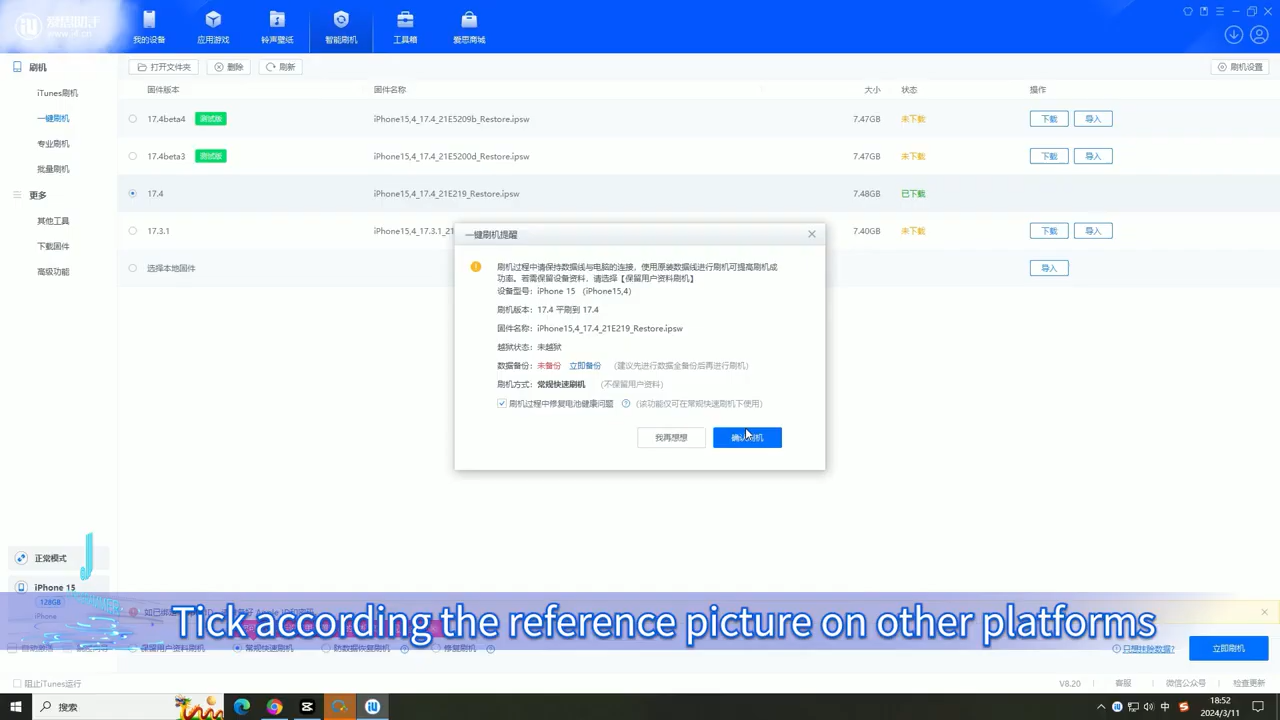 爱思助手
www.i4.cn
我的设备
应用游戏
铃声壁纸
智能刷机
工具箱
爱思商城
刷机
iTunes刷机
一键刷机
专业刷机
批量刷机
更多
其他工具
下载固件
高级功能
打开文件夹
删除
刷新
刷机设置
固件版本
固件名称
大小
状态
操作
17.4beta4 测试版 iPhone15,4_17.4_21E5209b_Restore.ipsw 7.47GB 未下载 下载 导入
17.4beta3 测试版 iPhone15,4_17.4_21E5200d_Restore.ipsw 7.47GB 未下载 下载 导入
17.4 iPhone15,4_17.4_21E219_Restore.ipsw 7.48GB 已下载
17.3.1 iPhone15,4_17.3.1_21 7.40GB 未下载 下载 导入
选择本地固件 导入
一键刷机提醒
刷机过程中请保持数据线与电脑的连接，使用原装数据线进行刷机可提高刷机成
功率。若需保留设备资料，请选择【保留用户资料刷机】
设备型号： iPhone 15 （iPhone15,4)
刷机版本： 17.4 平刷到 17.4
固件名称： iPhone15,4_17.4_21E219_Restore.ipsw
越狱状态： 未越狱
数据备份： 未备份 立即备份 （建议先进行数据全备份后再进行刷机）
刷机方式： 常规快速刷机 （不保留用户资料）
刷机过程中修复电池健康问题 （该功能仅可在常规快速刷机下使用）
我再想想
确认刷机
正常模式
iPhone 15
128GB
iPhone
Tick according the reference picture on other platforms
保留用户资料刷机
常规快速刷机
防数据恢复刷机
修复刷机
只想抹除数据?
立即刷机
阻止iTunes运行
V8.20
客服
微信公众号
检查更新
搜索
中
18:52
2024/3/11